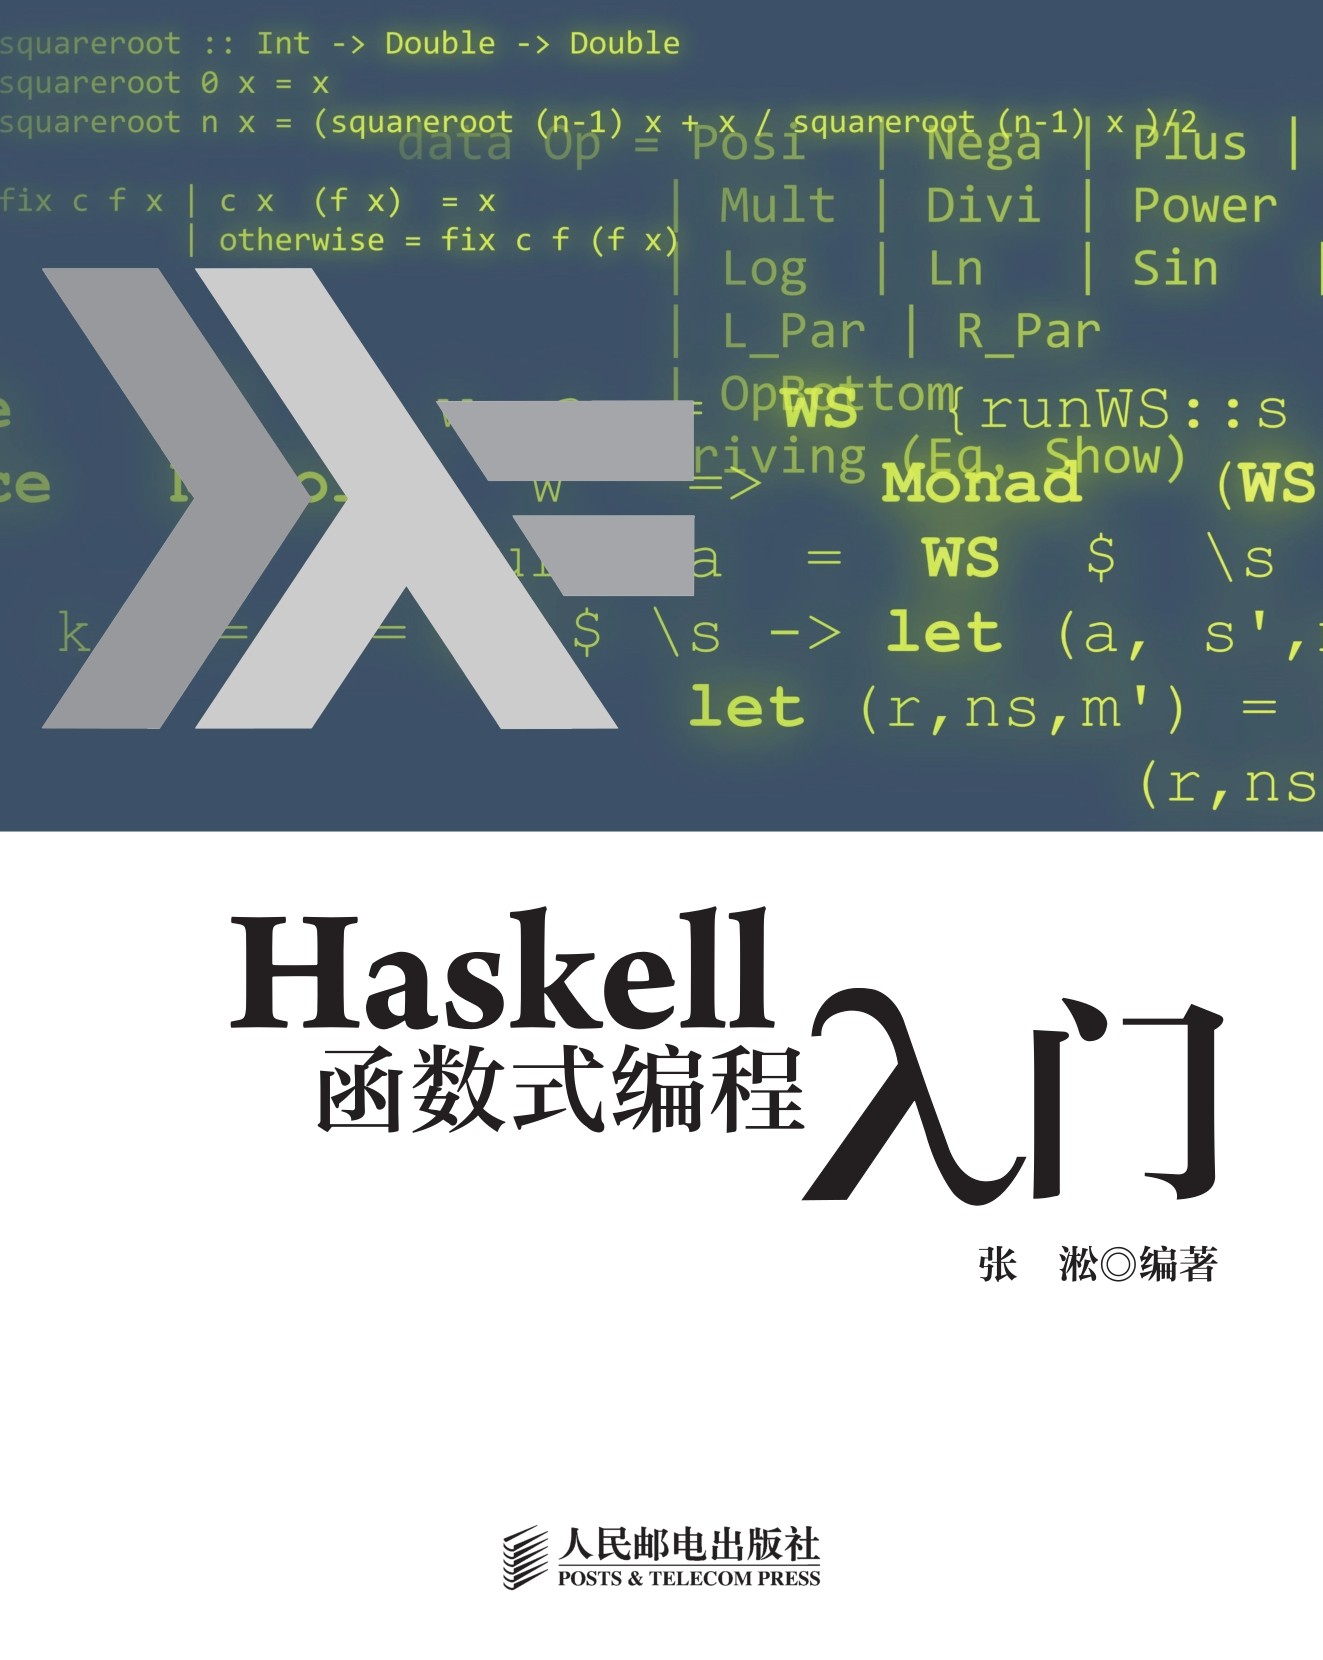 squareroot :: Int -> Double -> Double
squareroot 0 x = x
squareroot n x = (squareroot (n-1) x + x / squareroot (n-1) x )/2
data Op = Posi | Nega | Plus |
fix c f x | c x (f x) = x
| Mult | Divi | Power
| otherwise = fix c f (f x)
| Log | Ln | Sin |
| L_Par | R_Par
| OpBottom
= WS {runWS::s
riving (Eq, Show)
ce
w => Monad (WS
a = WS $ \s
k = = $ \s -> let (a, s',
let (r,ns,m') =
(r,ns
Haskell
函数式编程
入门
张 淞◎编著
人民邮电出版社
POSTS & TELECOM PRESS